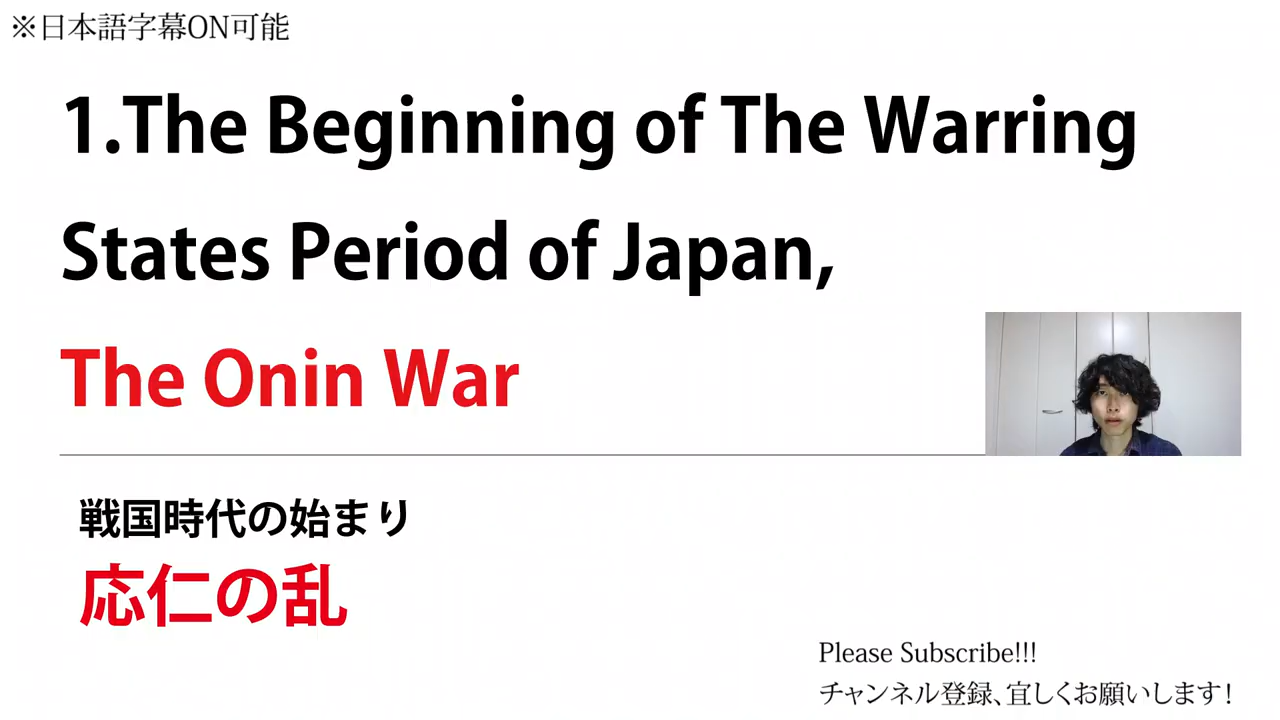 ※日本語字幕ON可能
1.The Beginning of The Warring
States Period of Japan,
The Onin War
戦国時代の始まり
応仁の乱
Please Subscribe!!!
チャンネル登録、宜しくお願いします!